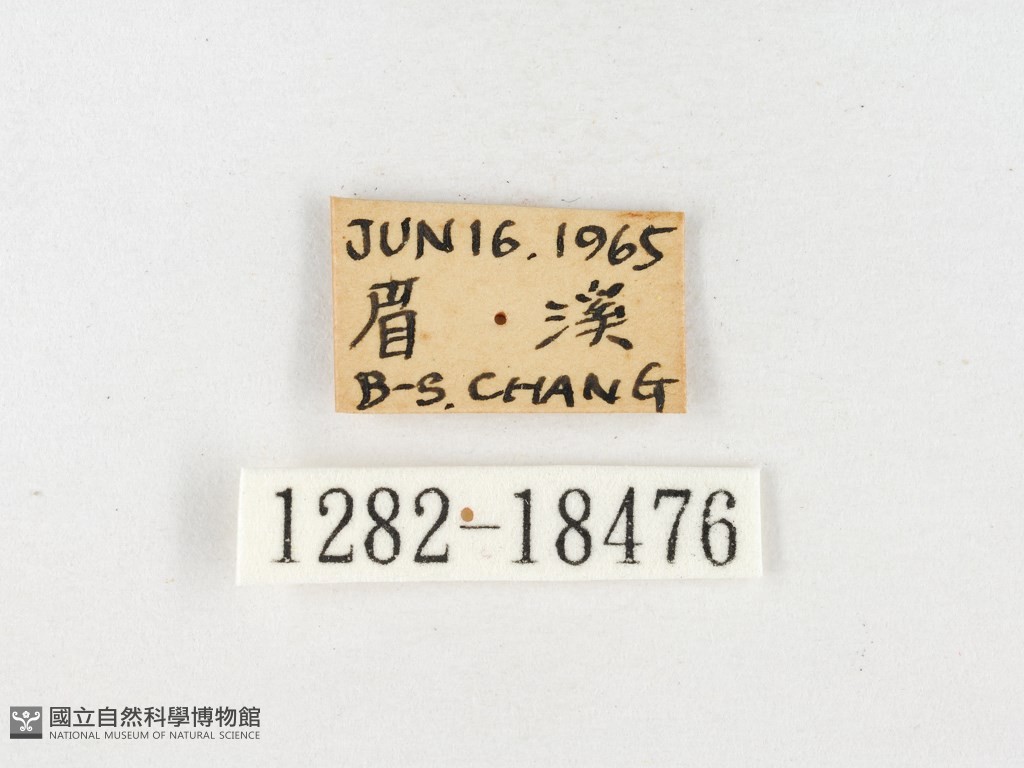 JUN 16. 1965
眉 溪
B-S. CHANG
1282-18476
國立自然科學博物館
NATIONAL MUSEUM OF NATURAL SCIENCE